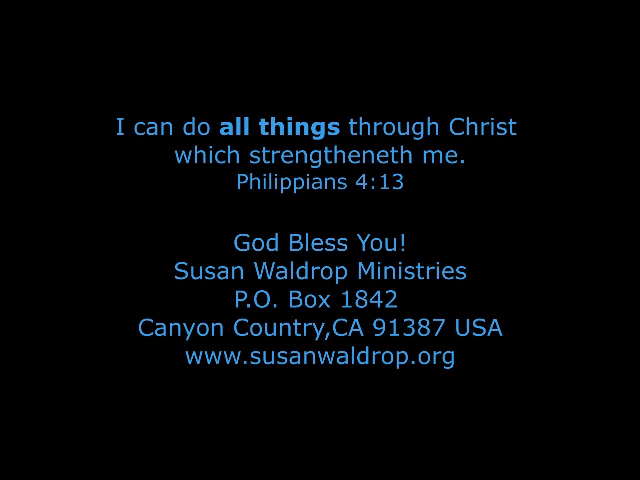 I can do all things through Christ
which strengtheneth me.
Philippians 4:13
God Bless You!
Susan Waldrop Ministries
P.O. Box 1842
Canyon Country,CA 91387 USA
www.susanwaldrop.org